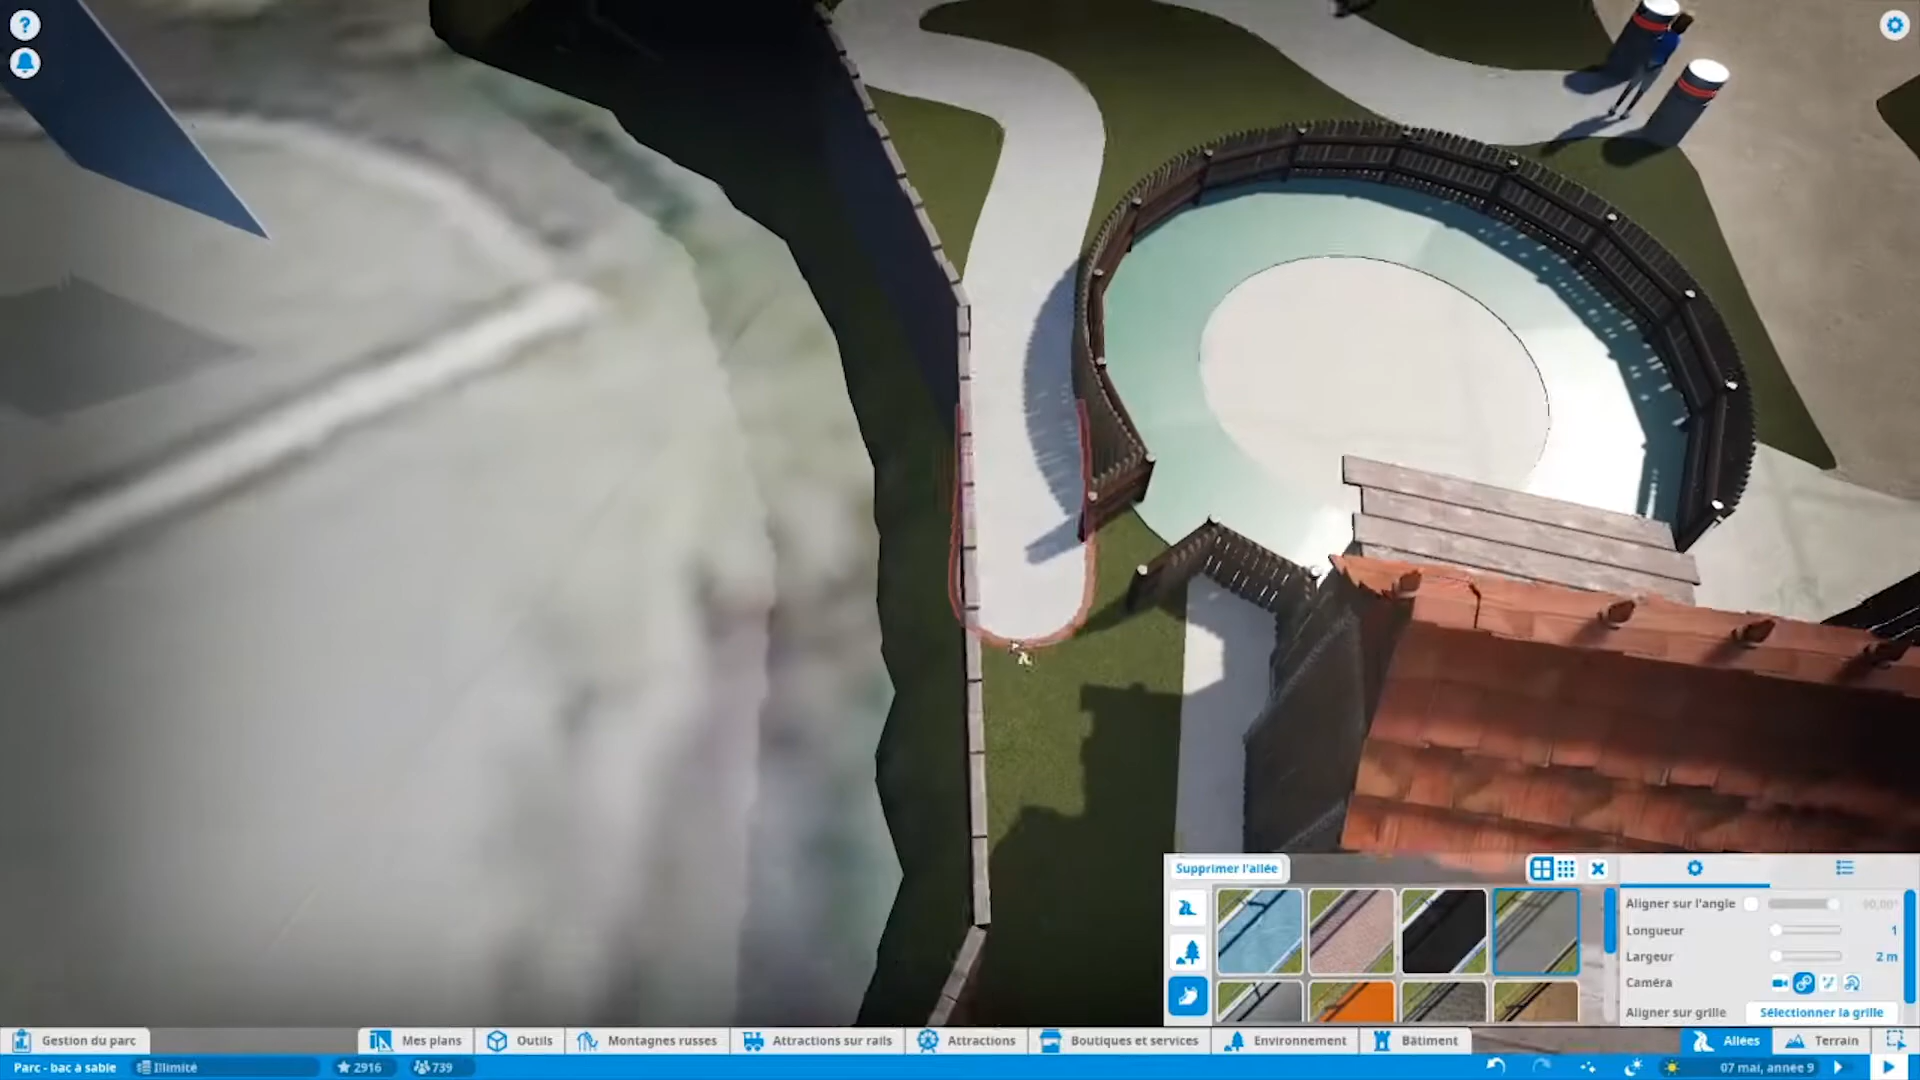 ?
Supprimer l'allée
Aligner sur l'angle 90,00°
Longueur 1
Largeur 2 m
Caméra
Aligner sur grille Sélectionner la grille
Gestion du parc Mes plans Outils Montagnes russes Attractions sur rails Attractions Boutiques et services Environnement Bâtiment Allées Terrain
Parc - bac à sable Illimité 2916 739 07 mai, année 9